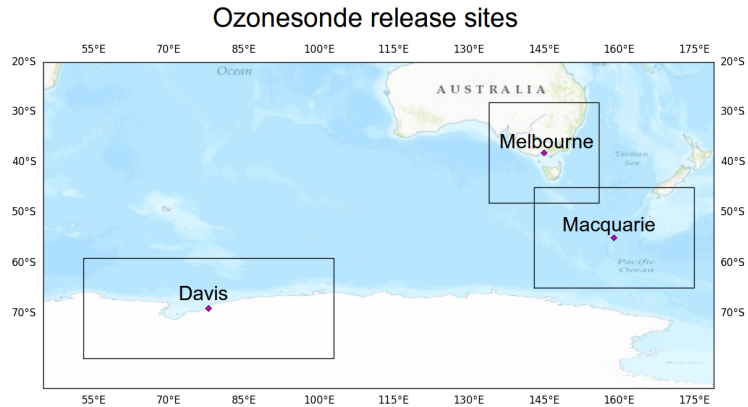 Ozonesonde release sites
55°E 70°E 85°E 100°E 115°E 130°E 145°E 160°E 175°E
20°S 20°S
Ocean
AUSTRALIA
30°S 30°S
Melbourne
40°S 40°S
Tasman
Sea
50°S 50°S
Macquarie
60°S 60°S
Pacific
Ocean
Davis
70°S 70°S
55°E 70°E 85°E 100°E 115°E 130°E 145°E 160°E 175°E